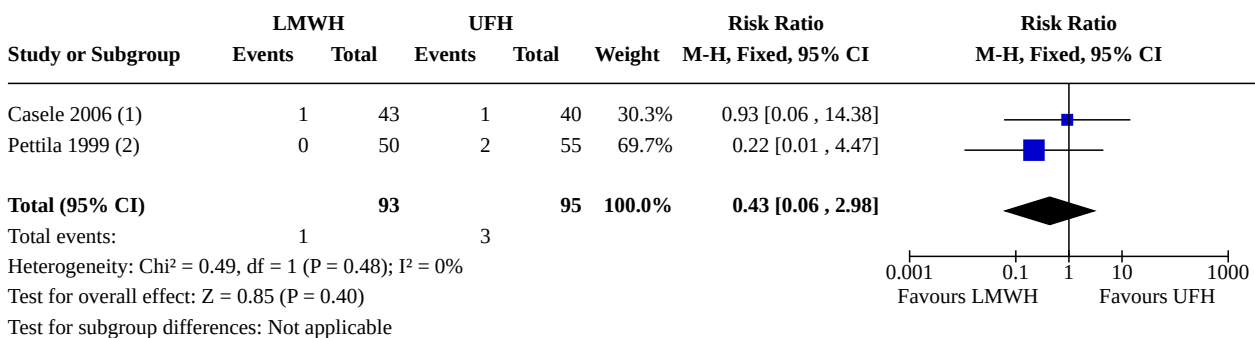 LMWH UFH Risk Ratio Risk Ratio
Study or Subgroup Events Total Events Total Weight M-H, Fixed, 95% CI M-H, Fixed, 95% CI
Casele 2006 (1) 1 43 1 40 30.3% 0.93 [0.06 , 14.38]
Pettila 1999 (2) 0 50 2 55 69.7% 0.22 [0.01 , 4.47]
Total (95% CI) 93 95 100.0% 0.43 [0.06 , 2.98]
Total events: 1 3
Heterogeneity: Chi² = 0.49, df = 1 (P = 0.48); I² = 0%
0.001 0.1 1 10 1000
Test for overall effect: Z = 0.85 (P = 0.40)
Favours LMWH Favours UFH
Test for subgroup differences: Not applicable